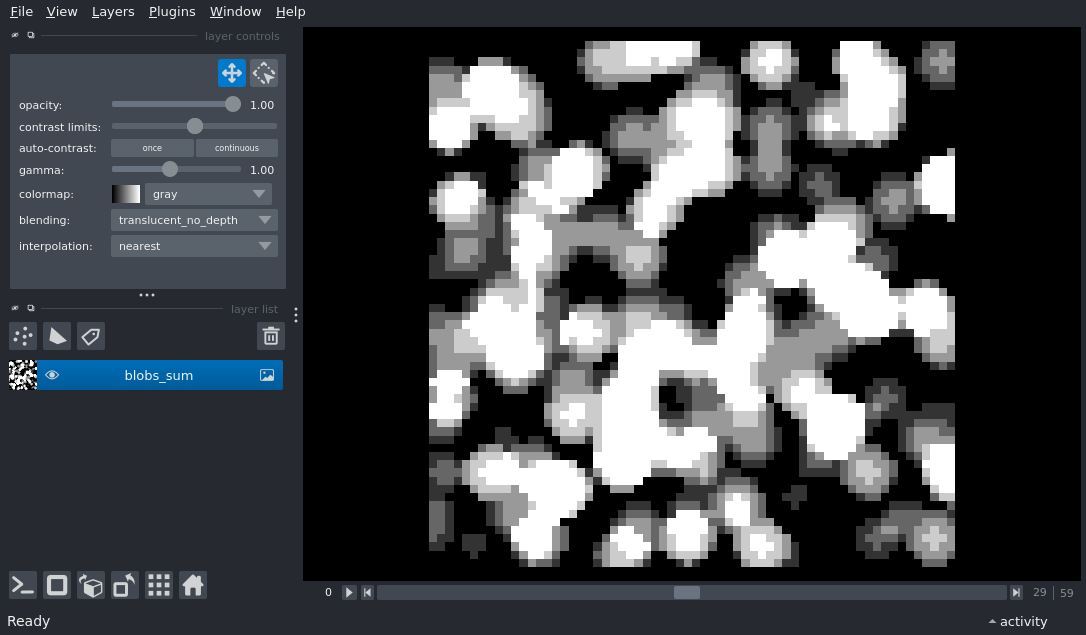 File View Layers Plugins Window Help
layer controls
opacity: 1.00
contrast limits:
auto-contrast: once continuous
gamma: 1.00
colormap: gray
blending: translucent_no_depth
interpolation: nearest
layer list
blobs_sum
0 29 59
Ready activity